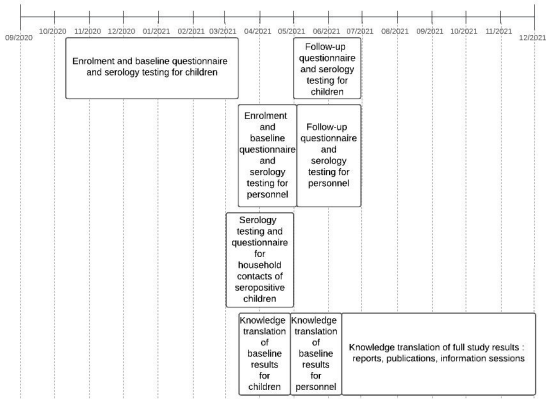 09/2020 10/2020 11/2020 12/2020 01/2021 02/2021 03/2021 04/2021 05/2021 06/2021 07/2021 08/2021 09/2021 10/2021 11/2021 12/2021
Enrolment and baseline questionnaire
and serology testing for children
Follow-up
questionnaire
and serology
testing for
children
Enrolment
and
baseline
questionnaire
and
serology
testing for
personnel
Follow-up
questionnaire
and
serology
testing for
personnel
Serology
testing and
questionnaire
for
household
contacts of
seropositive
children
Knowledge
translation
of
baseline
results
for
children
Knowledge
translation
of
baseline
results
for
personnel
Knowledge translation of full study results :
reports, publications, information sessions